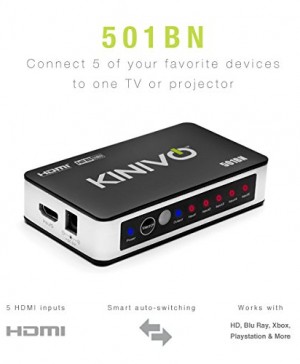 501BN
Connect 5 of your favorite devices
to one TV or projector
HDMI
KINIVO
501BN
5 HDMI inputs
Smart auto-switching
Works with
HDMI
HD, Blu Ray, Xbox,
Playstation & More